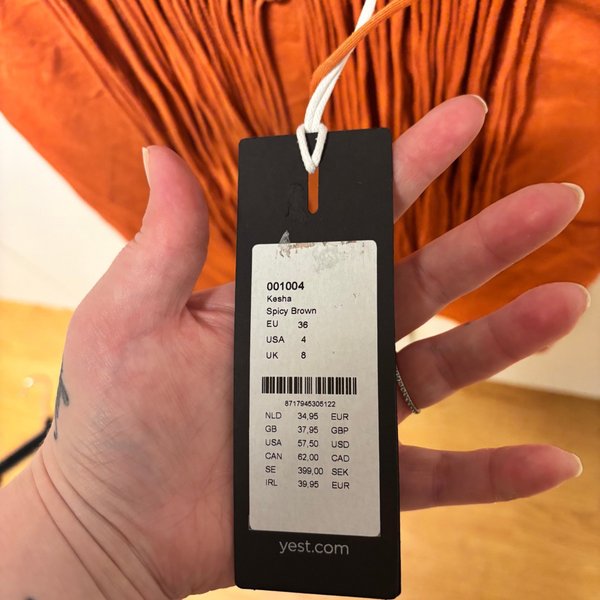 001004
Kesha
Spicy Brown
EU 36
USA 4
UK 8
8717945305122
NLD 34,95 EUR
GB 37,95 GBP
USA 57,50 USD
CAN 62,00 CAD
SE 399,00 SEK
IRL 39,95 EUR
yest.com